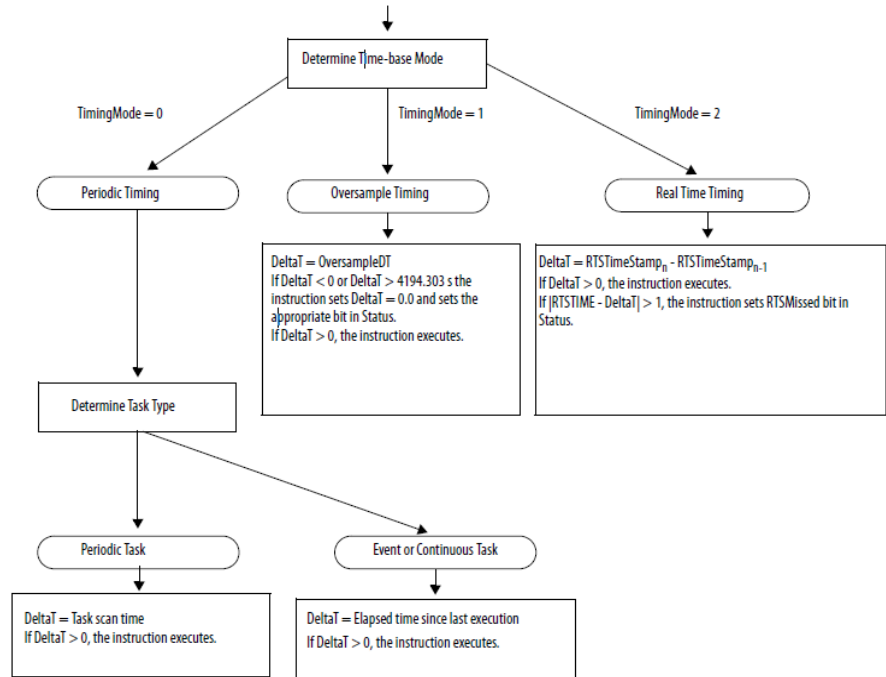 Determine Time-base Mode
TimingMode = 0
TimingMode = 1
TimingMode = 2
Periodic Timing
Oversample Timing
Real Time Timing
DeltaT = OversampleDT
If DeltaT < 0 or DeltaT > 4194.303 s the
instruction sets DeltaT = 0.0 and sets the
appropriate bit in Status.
If DeltaT > 0, the instruction executes.
DeltaT = RTSTimeStampn - RTSTimeStampn-1
If DeltaT > 0, the instruction executes.
If |RTSTIME - DeltaT| > 1, the instruction sets RTSMissed bit in
Status.
Determine Task Type
Periodic Task
Event or Continuous Task
DeltaT = Task scan time
If DeltaT > 0, the instruction executes.
DeltaT = Elapsed time since last execution
If DeltaT > 0, the instruction executes.